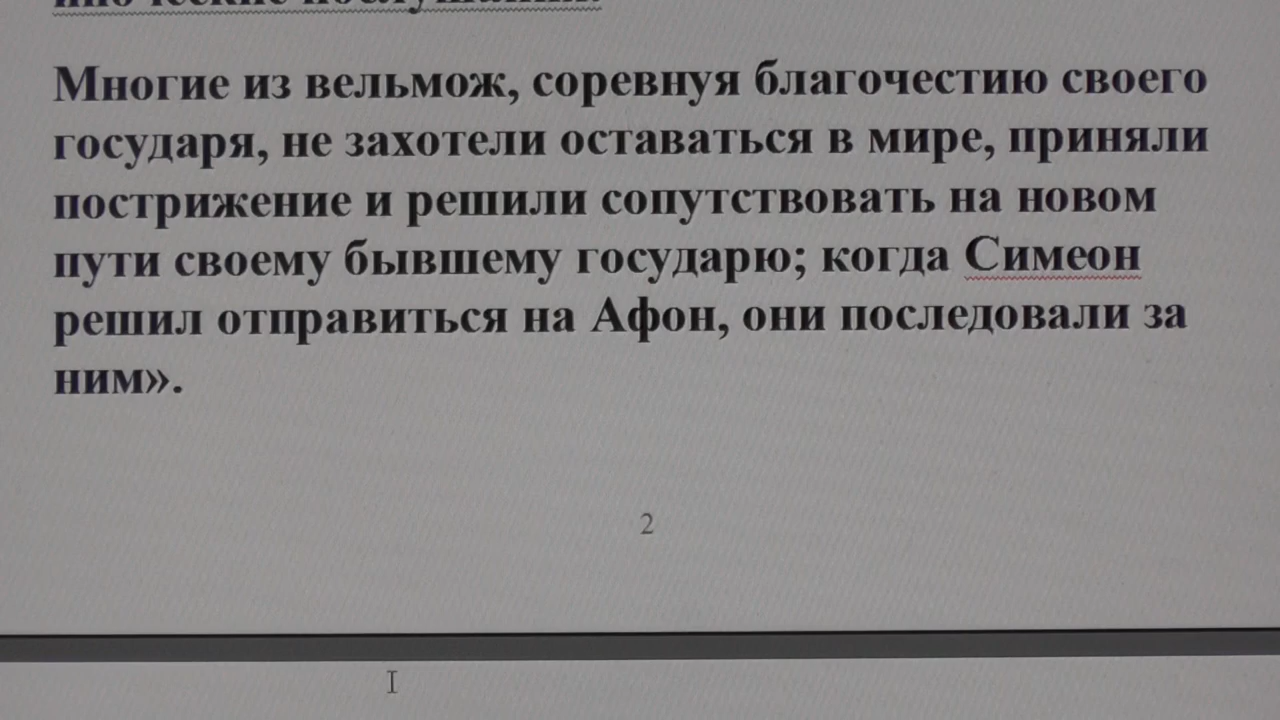 Многие из вельмож, соревнуя благочестию своего
государя, не захотели оставаться в мире, приняли
пострижение и решили сопутствовать на новом
пути своему бывшему государю; когда Симеон
решил отправиться на Афон, они последовали за
ним».
2